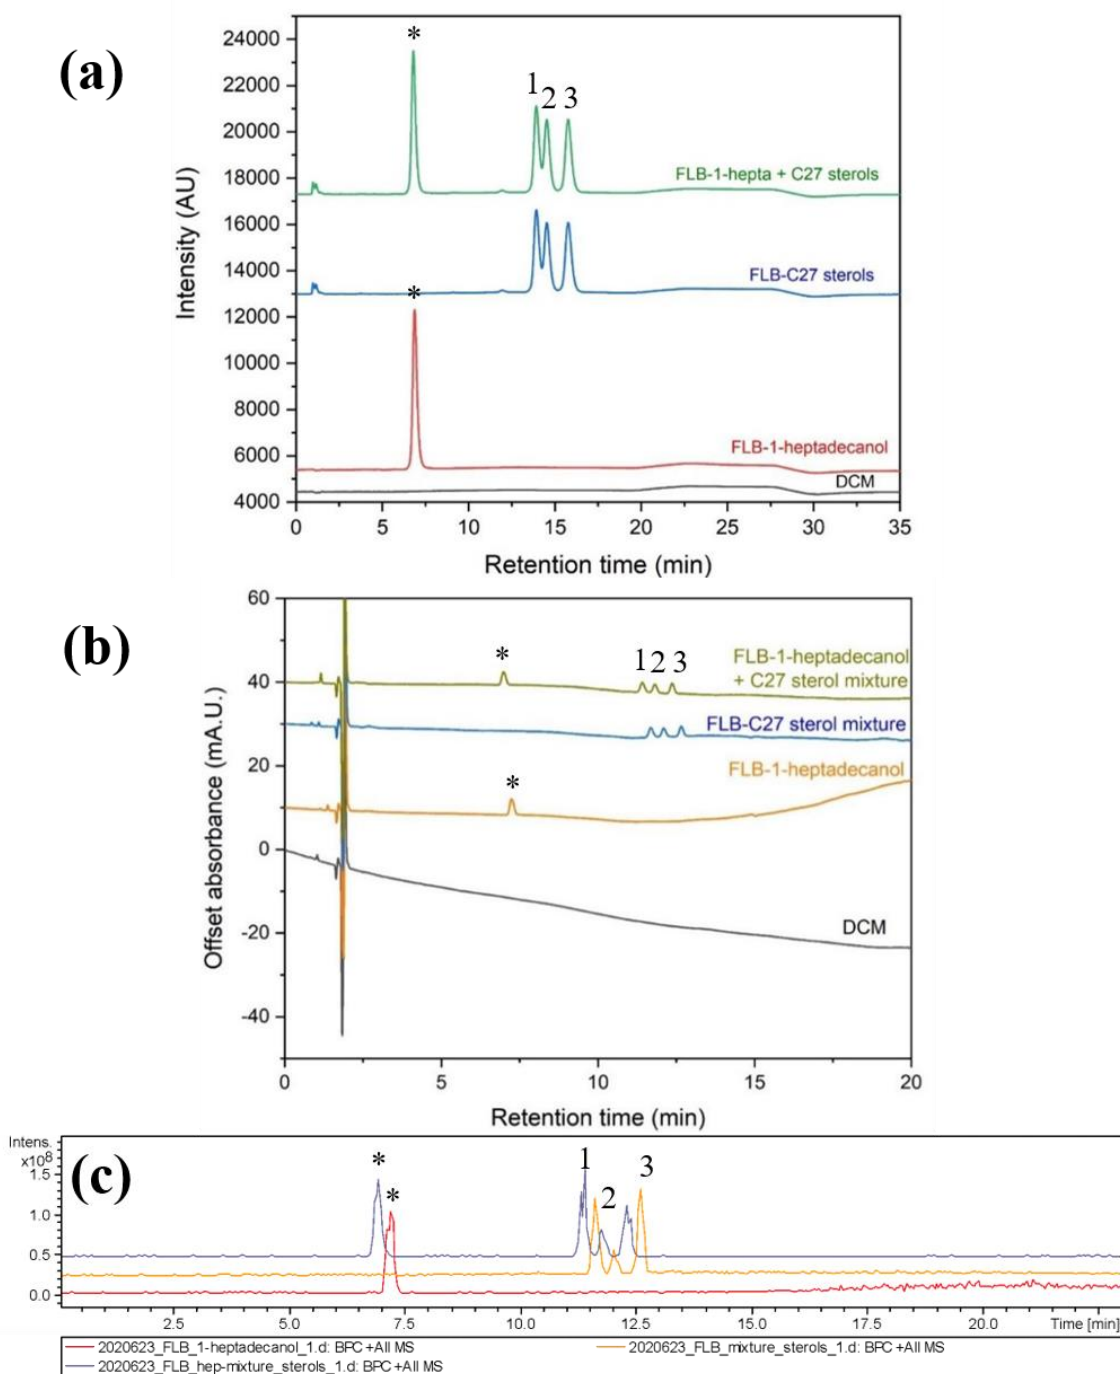 (a)
Intensity (AU)
24000
22000
20000
18000
16000
14000
12000
10000
8000
6000
4000
*
1 2 3
FLB-1-hepta + C27 sterols
FLB-C27 sterols
*
FLB-1-heptadecanol
DCM
0 5 10 15 20 25 30 35
Retention time (min)
(b)
Offset absorbance (mA.U.)
60
40
20
0
-20
-40
* 1 2 3
FLB-1-heptadecanol
+ C27 sterol mixture
FLB-C27 sterol mixture
FLB-1-heptadecanol
*
DCM
0 5 10 15 20
Retention time (min)
Intens.
x10⁸
(c)
1.5
1.0
0.5
0.0
*
*
1
2
3
2.5 5.0 7.5 10.0 12.5 15.0 17.5 20.0 Time [min]
2020623_FLB_1-heptadecanol_1.d: BPC +All MS
2020623_FLB_mixture_sterols_1.d: BPC +All MS
2020623_FLB_hep-mixture_sterols_1.d: BPC +All MS